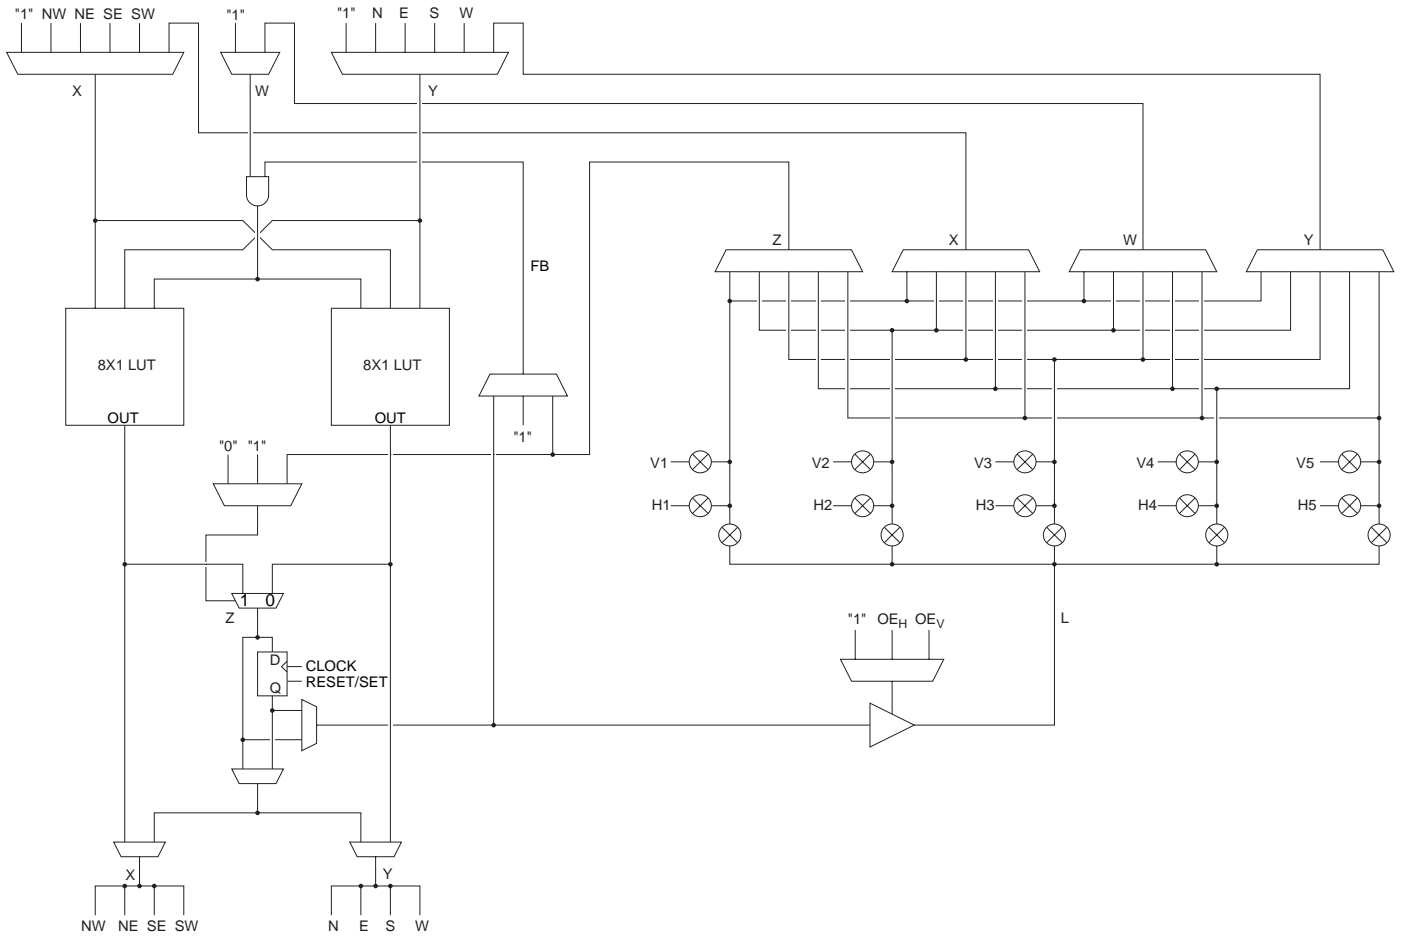 "1" NW NE SE SW "1" "1" N E S W
X W Y
Z X W Y
FB
8X1 LUT 8X1 LUT
OUT OUT
"1"
"0" "1"
V1 V2 V3 V4 V5
H1 H2 H3 H4 H5
1 0
Z
"1" OEH OEV
L
D
CLOCK
RESET/SET
Q
X Y
NW NE SE SW N E S W